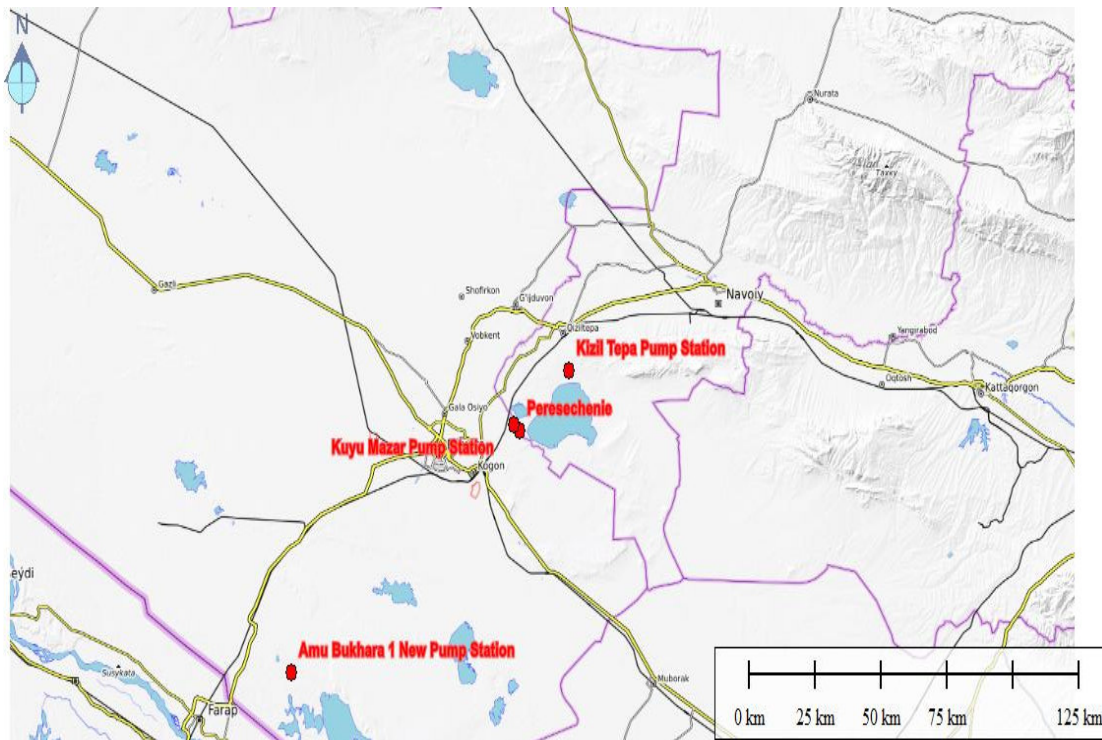 N
Nurata
Taxxy
Shofirkon
G'ijduvon
Gazli
Navoiy
Qiziltepa
Vobkent
Yangirabod
Kizil Tepa Pump Station
Oqtosh
Kattaqorgon
Gala Osiyo
Peresechenie
Kuyu Mazar Pump Station
Kogon
eýdi
Amu Bukhara 1 New Pump Station
Susykata
Muborak
Farap
0 km 25 km 50 km 75 km 125 km